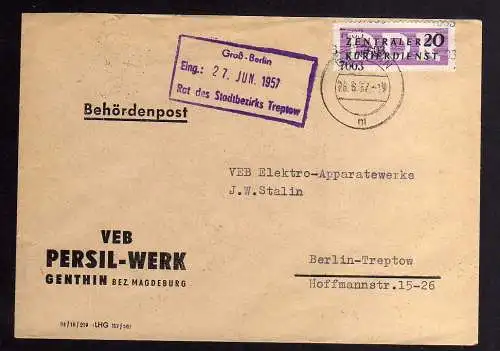 Groß-Berlin
Eing.: 27. JUN. 1957
Rat des Stadtbezirks Treptow
ZENTRALER 20
KURIERDIENST
7003
Behördenpost
VEB Elektro-Apparatewerke
J.W.Stalin
VEB
PERSIL-WERK
GENTHIN BEZ. MAGDEBURG
Berlin-Treptow
Hoffmannstr.15-26